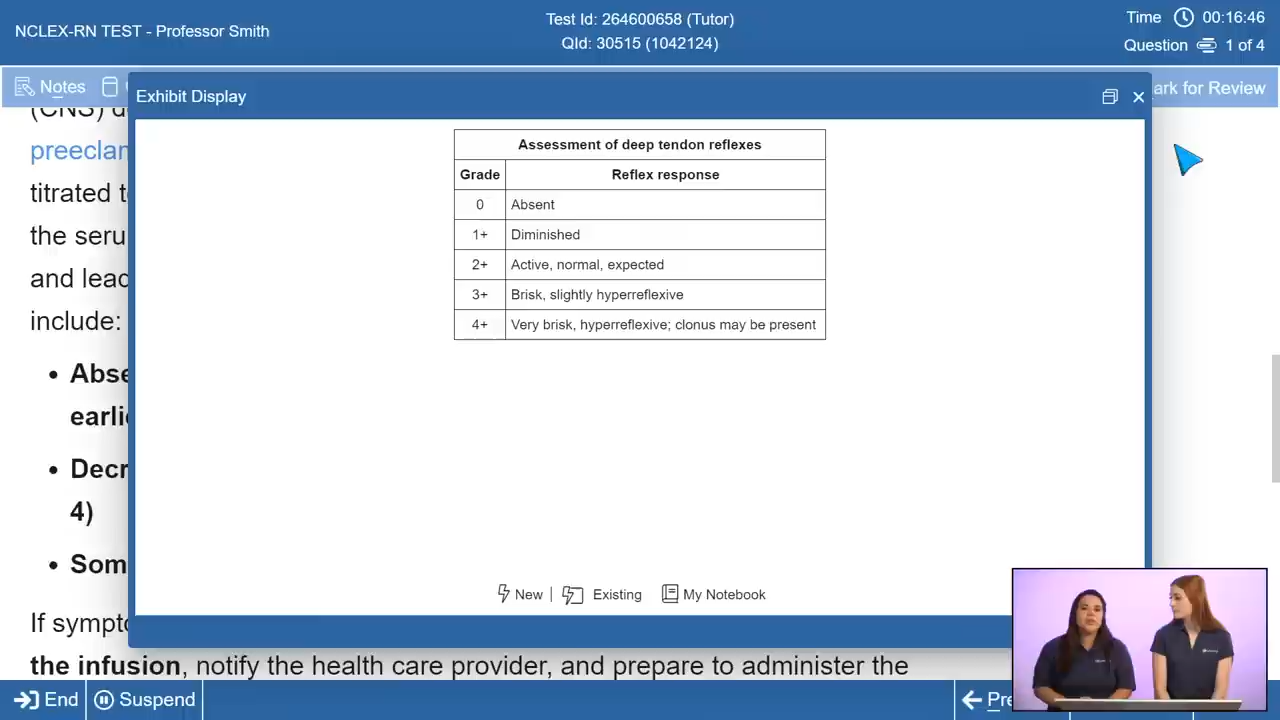 NCLEX-RN TEST - Professor Smith
Test Id: 264600658 (Tutor)
QId: 30515 (1042124)
Time 00:16:46
Question 1 of 4
Notes
ark for Review
Exhibit Display
(CNS) d
preeclan
titrated t
the seru
and leac
include:
• Abse
earlie
• Decr
4)
• Som
If sympto
the infusion, notify the health care provider, and prepare to administer the
Assessment of deep tendon reflexes
Grade Reflex response
0 Absent
1+ Diminished
2+ Active, normal, expected
3+ Brisk, slightly hyperreflexive
4+ Very brisk, hyperreflexive; clonus may be present
New | Existing My Notebook
End Suspend
Pre